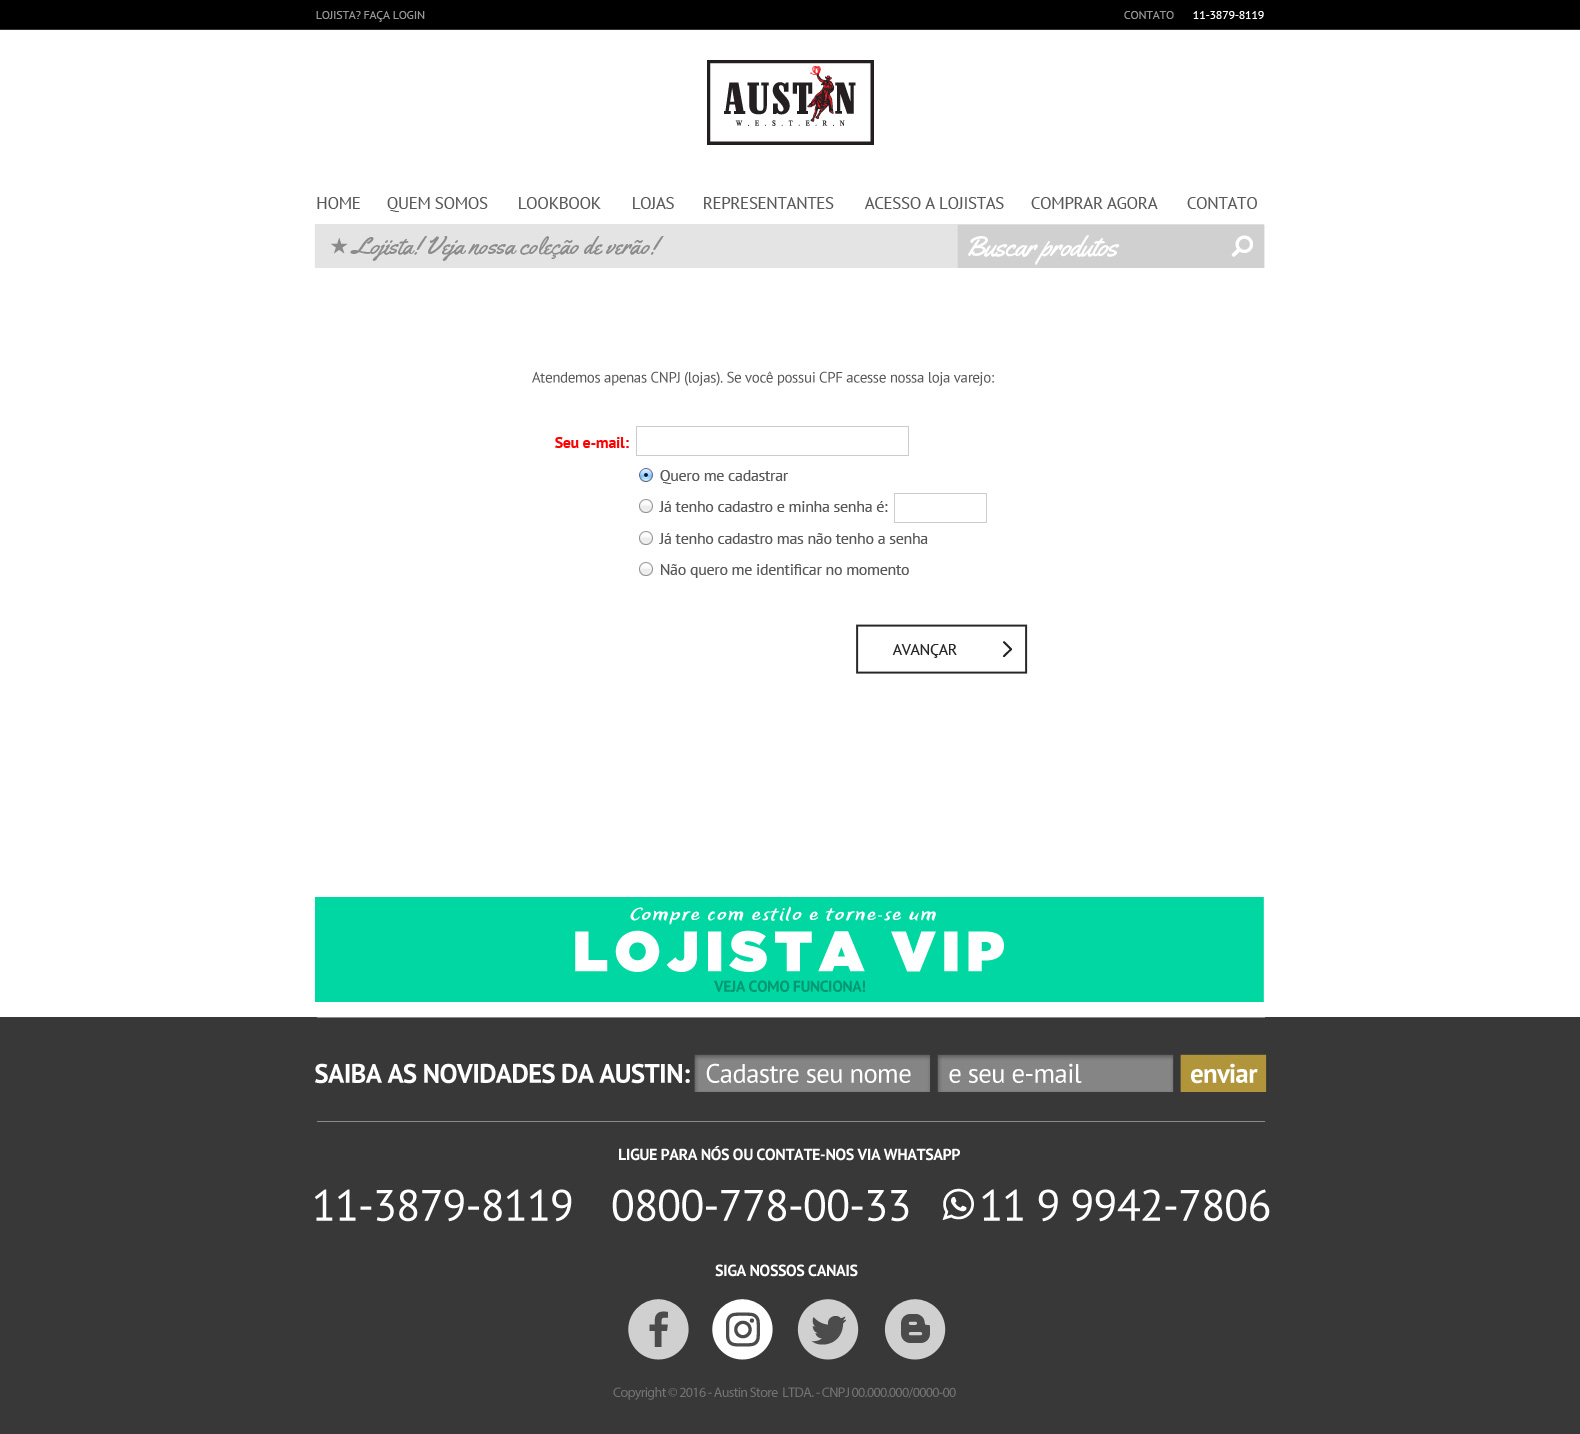 LOJISTA? FAÇA LOGIN CONTATO 11-3879-8119
AUSTIN
W.E.S.T.E.R.N
HOME QUEM SOMOS LOOKBOOK LOJAS REPRESENTANTES ACESSO A LOJISTAS COMPRAR AGORA CONTATO
★ Lojista! Veja nossa coleção de verão! Buscar produtos
Atendemos apenas CNPJ (lojas). Se você possui CPF acesse nossa loja varejo:
Seu e-mail:
Quero me cadastrar
Já tenho cadastro e minha senha é:
Já tenho cadastro mas não tenho a senha
Não quero me identificar no momento
AVANÇAR
Compre com estilo e torne-se um
LOJISTA VIP
VEJA COMO FUNCIONA!
SAIBA AS NOVIDADES DA AUSTIN: Cadastre seu nome e seu e-mail enviar
LIGUE PARA NÓS OU CONTATE-NOS VIA WHATSAPP
11-3879-8119 0800-778-00-33 11 9 9942-7806
SIGA NOSSOS CANAIS
Copyright © 2016 - Austin Store LTDA. - CNPJ 00.000.000/0000-00